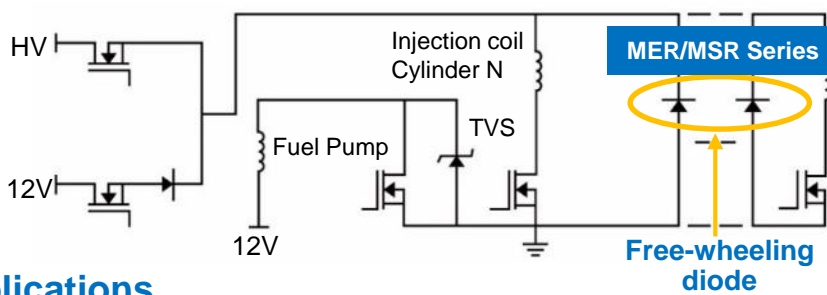 HV
Injection coil
Cylinder N
MER/MSR Series
TVS
Fuel Pump
12V
12V
Free-wheeling
diode